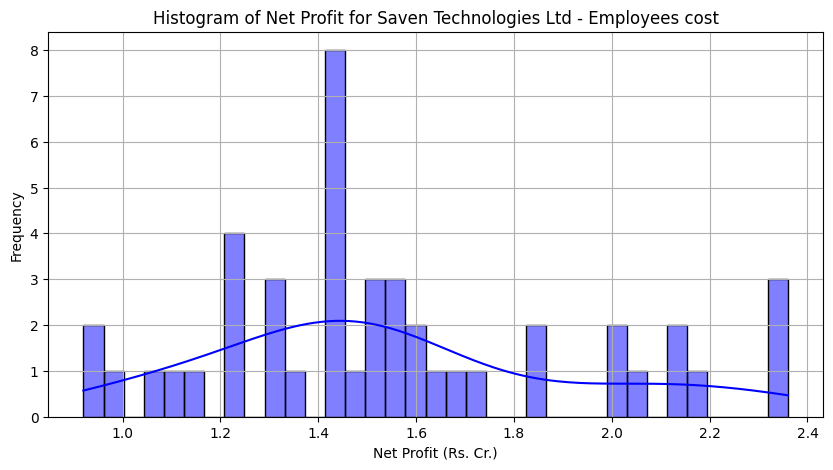 Histogram of Net Profit for Saven Technologies Ltd - Employees cost
8
7
6
5
4
3
2
1
0
Frequency
1.0 1.2 1.4 1.6 1.8 2.0 2.2 2.4
Net Profit (Rs. Cr.)